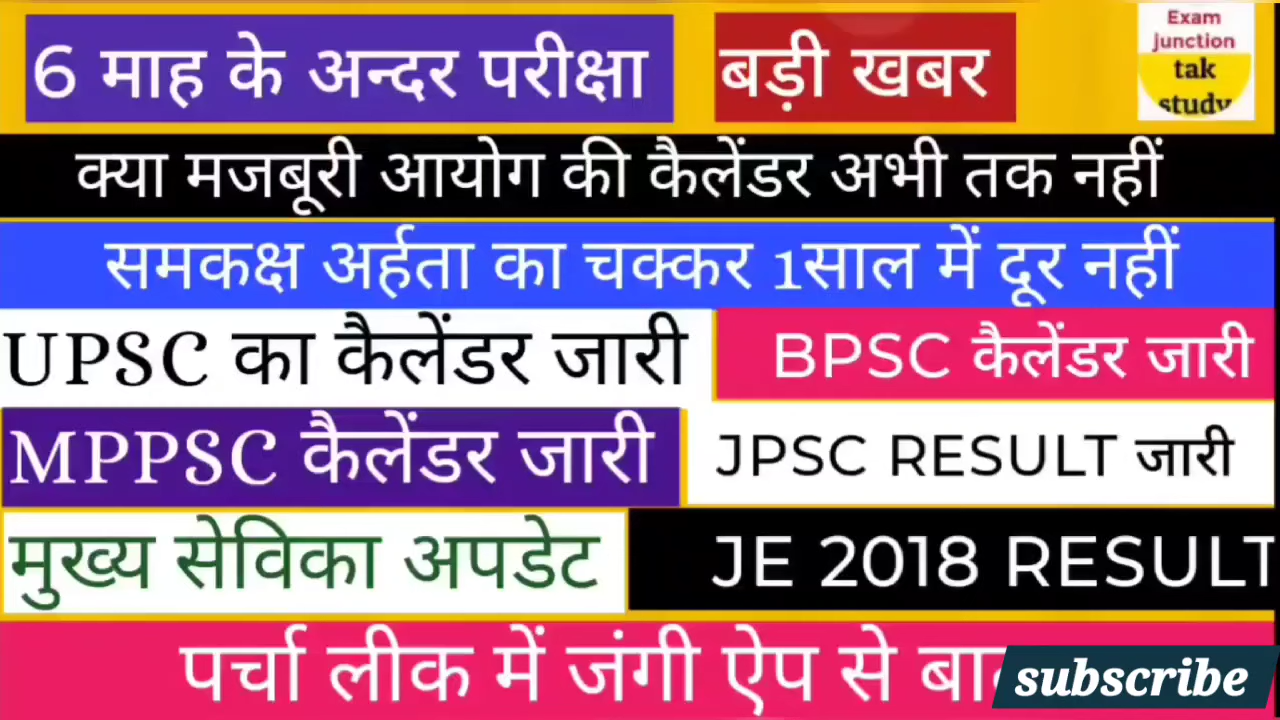 6 माह के अन्दर परीक्षा बड़ी खबर
Exam
junction
tak
study
क्या मजबूरी आयोग की कैलेंडर अभी तक नहीं
समकक्ष अर्हता का चक्कर 1साल में दूर नहीं
UPSC का कैलेंडर जारी BPSC कैलेंडर जारी
MPPSC कैलेंडर जारी JPSC RESULT जारी
मुख्य सेविका अपडेट JE 2018 RESULT
पर्चा लीक में जंगी ऐप से
subscribe